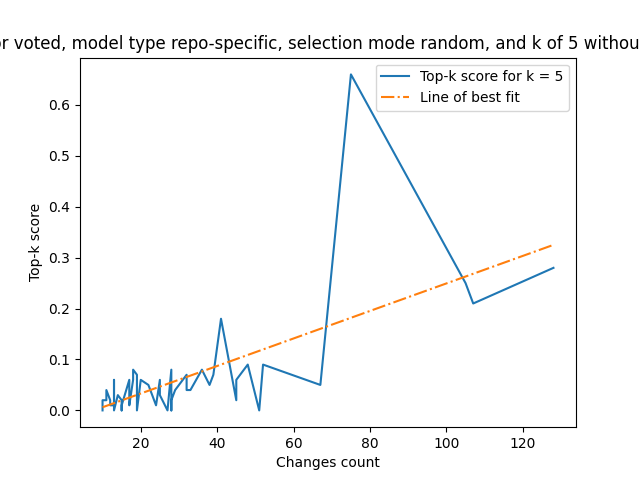 voted, model type repo-specific, selection mode random, and k of 5
Top-k score for k = 5
Line of best fit
Top-k score
0.6
0.5
0.4
0.3
0.2
0.1
0.0
20 40 60 80 100 120
Changes count